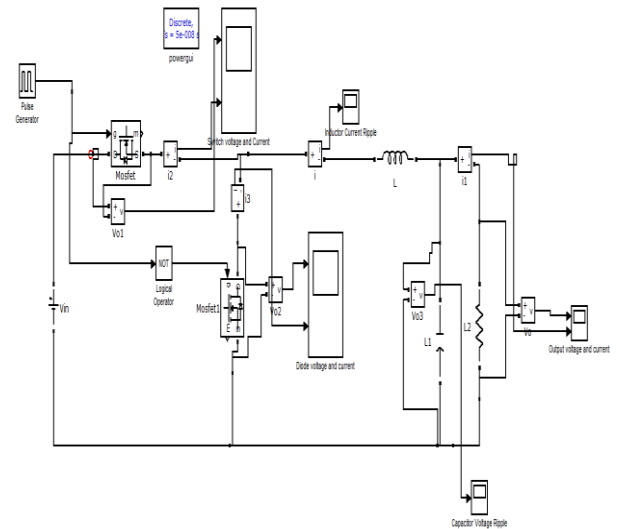 Discrete,
s = 5e-008 s
powergui
Pulse
Generator
g
m
D
S
Mosfet
+
-
i
i2
Switch voltage and Current
Inductor Current Ripple
+
-
i
i
L
+
-
i
i1
+
-
v
Vo1
i3
NOT
Logical
Operator
Mosfet1
Vin
v
Vo2
Diode voltage and current
+
-
v
Vo3
L1
L2
+
-
v
Vo
Output voltage and current
Capacitor Voltage Ripple